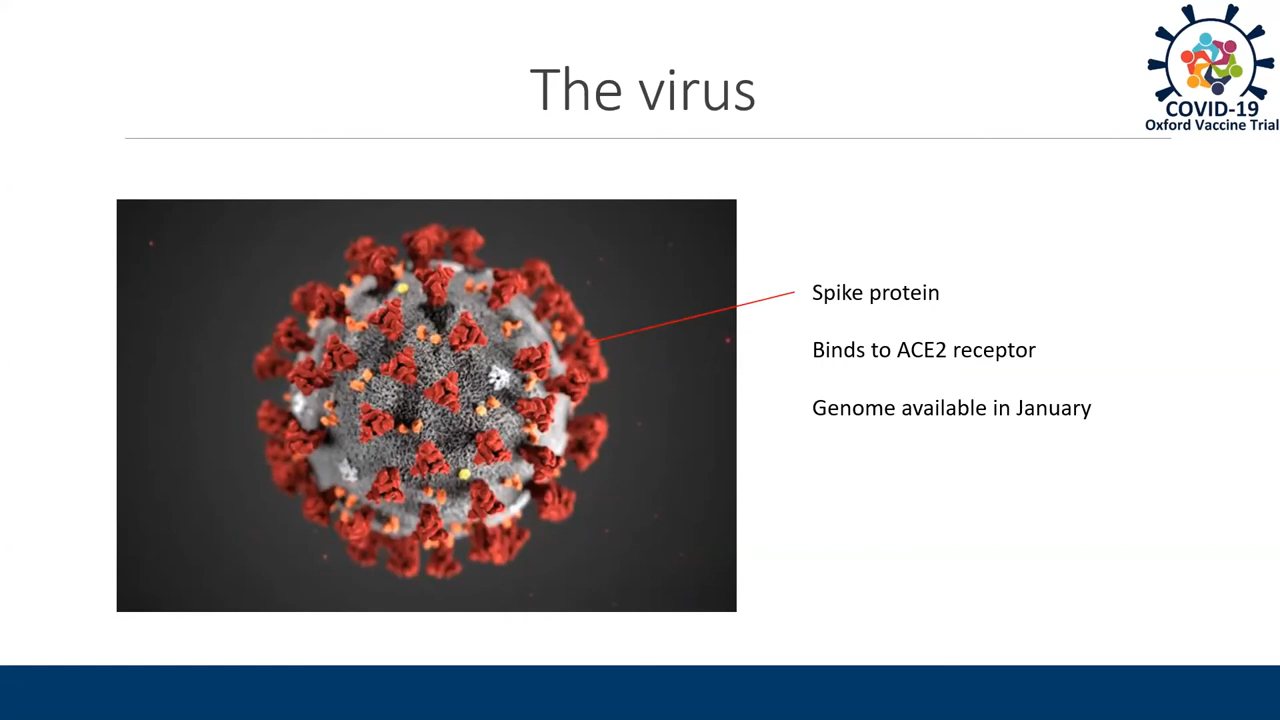 The virus
COVID-19
Oxford Vaccine Trial
Spike protein
Binds to ACE2 receptor
Genome available in January